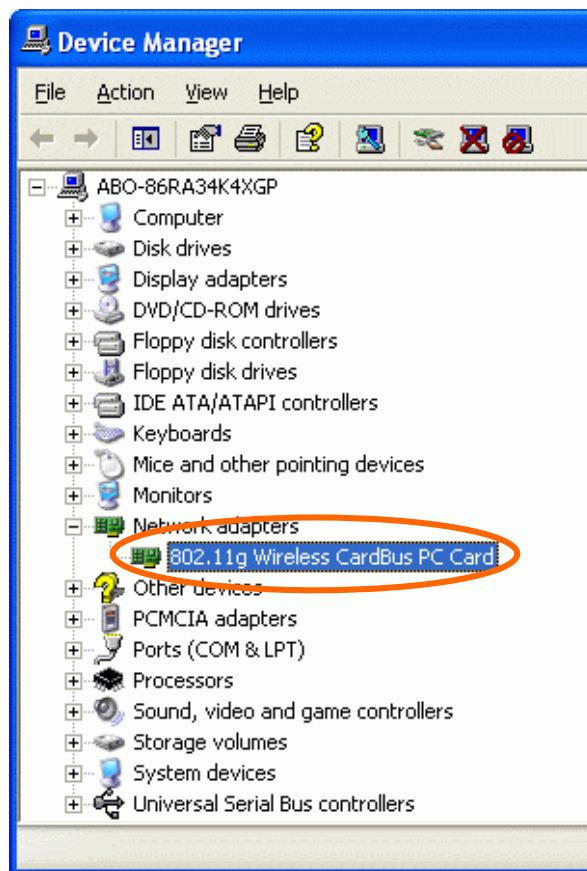 Device Manager
File Action View Help
ABO-86RA34K4XGP
Computer
Disk drives
Display adapters
DVD/CD-ROM drives
Floppy disk controllers
Floppy disk drives
IDE ATA/ATAPI controllers
Keyboards
Mice and other pointing devices
Monitors
Network adapters
802.11g Wireless CardBus PC Card
Other devices
PCMCIA adapters
Ports (COM & LPT)
Processors
Sound, video and game controllers
Storage volumes
System devices
Universal Serial Bus controllers